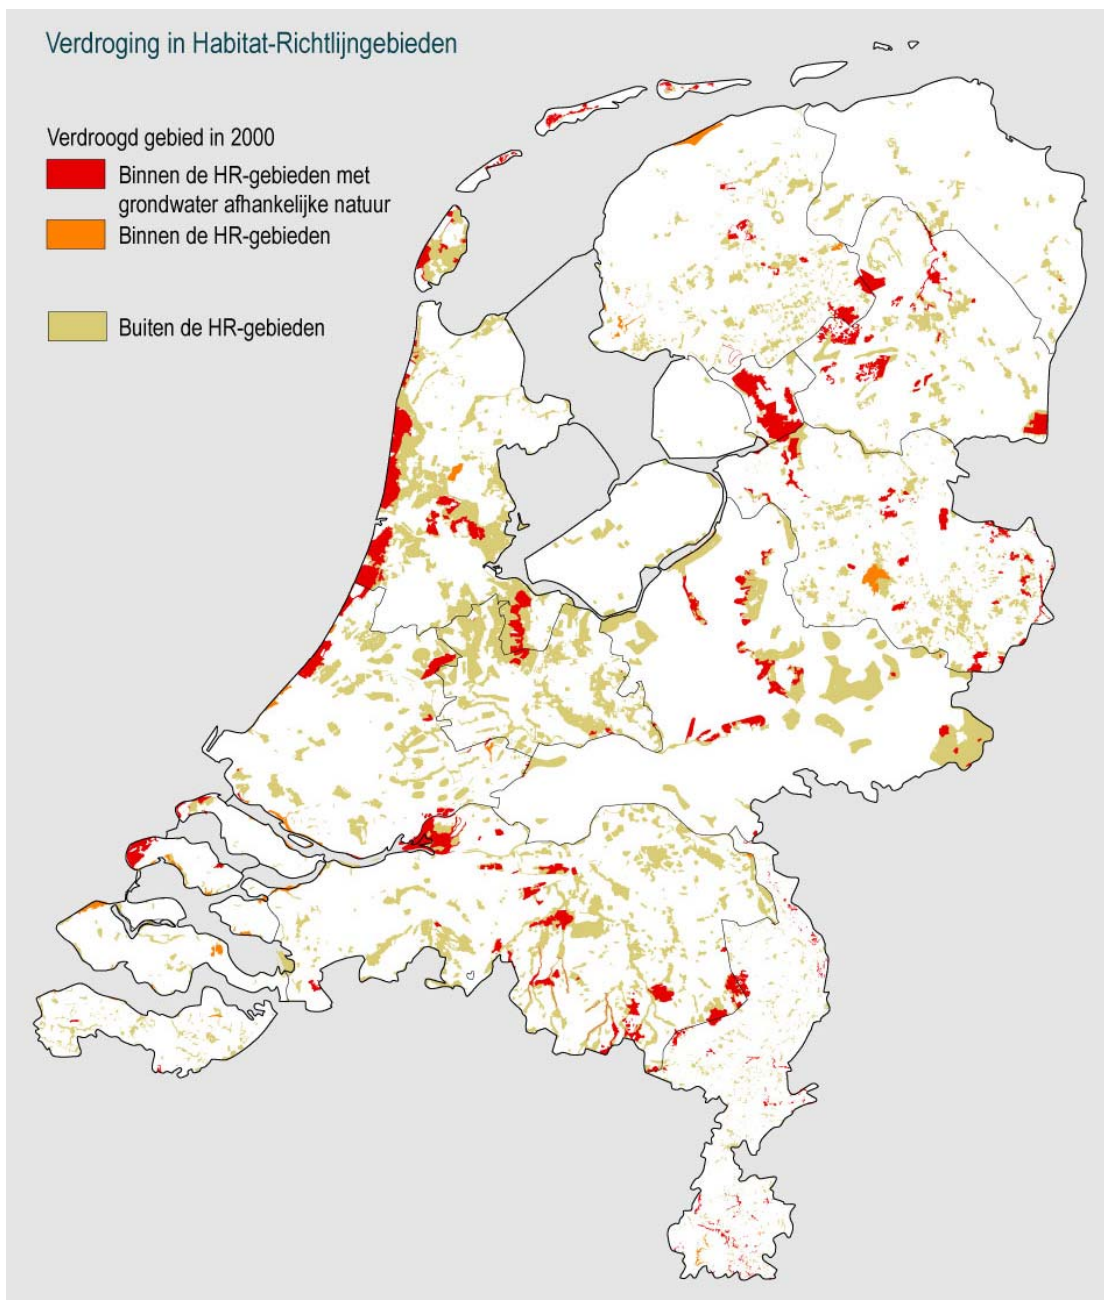 Verdroging in Habitat-Richtlijngebieden
Verdroogd gebied in 2000
Binnen de HR-gebieden met
grondwater afhankelijke natuur
Binnen de HR-gebieden
Buiten de HR-gebieden